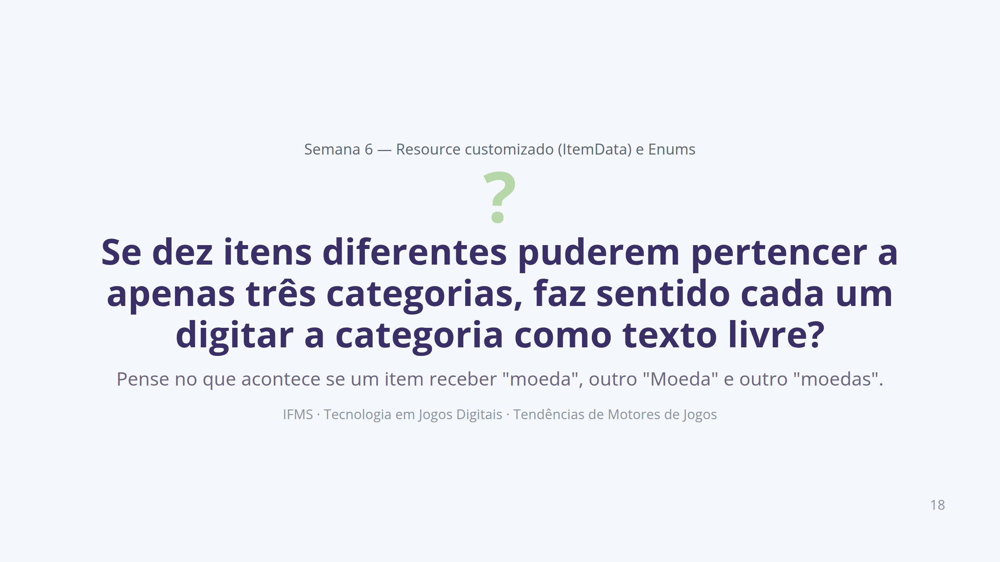 Semana 6 — Resource customizado (ItemData) e Enums
?
Se dez itens diferentes puderem pertencer a
apenas três categorias, faz sentido cada um
digitar a categoria como texto livre?
Pense no que acontece se um item receber "moeda", outro "Moeda" e outro "moedas".
IFMS · Tecnologia em Jogos Digitais · Tendências de Motores de Jogos
18